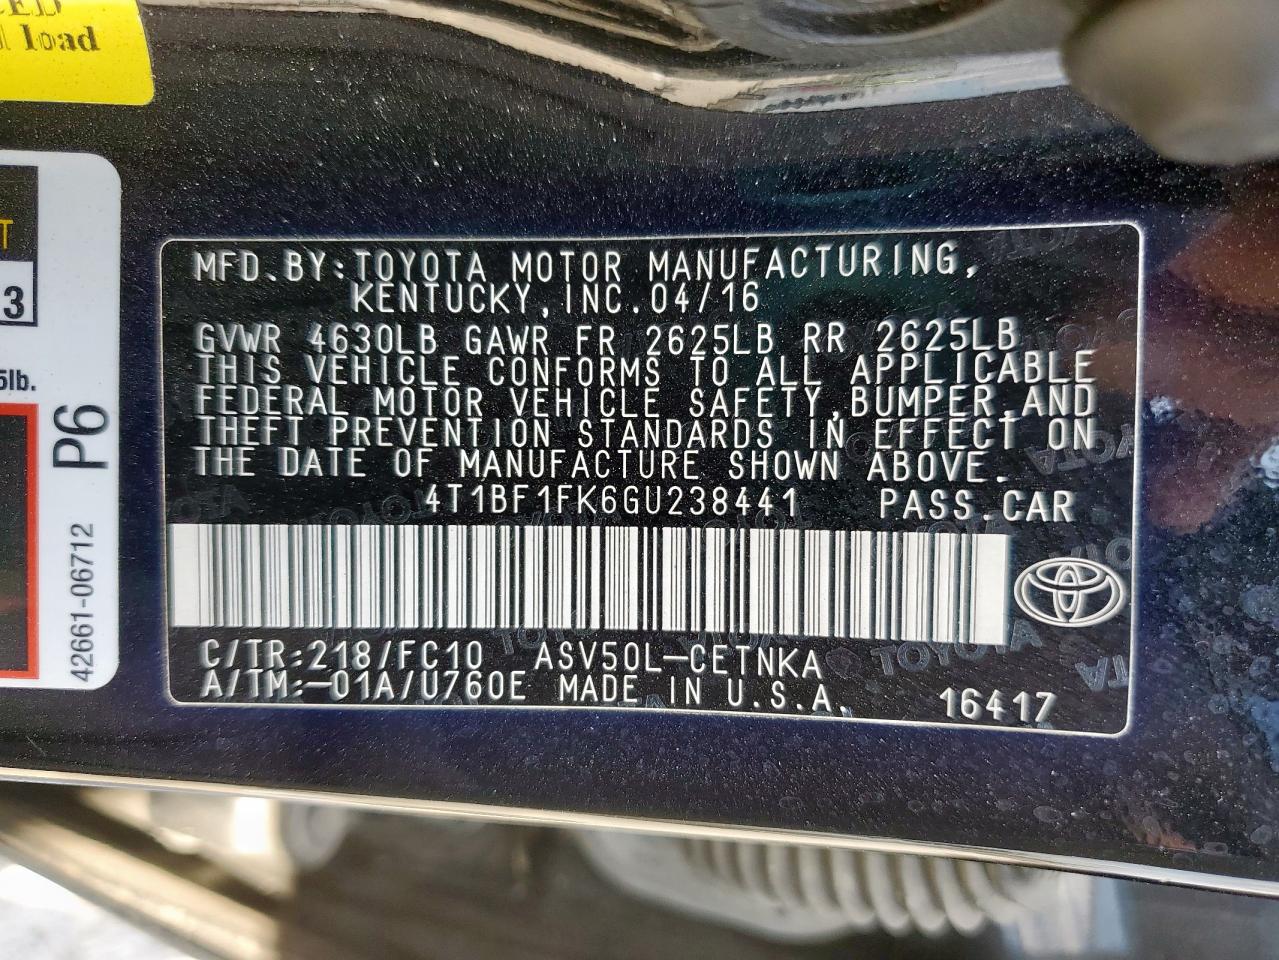 ED
load
T
3
5lb.
P6
42661-06712
MFD.BY:TOYOTA MOTOR MANUFACTURING,
KENTUCKY,INC.04/16
GVWR 4630LB GAWR FR 2625LB RR 2625LB
THIS VEHICLE CONFORMS TO ALL APPLICABLE
FEDERAL MOTOR VEHICLE SAFETY,BUMPER,AND
THEFT PREVENTION STANDARDS IN EFFECT ON
THE DATE OF MANUFACTURE SHOWN ABOVE.
4T1BF1FK6GU238441 PASS.CAR
C/TR:218/FC10 ASV50L-CETNKA
A/TM:-01A/U760E MADE IN U.S.A. 16417